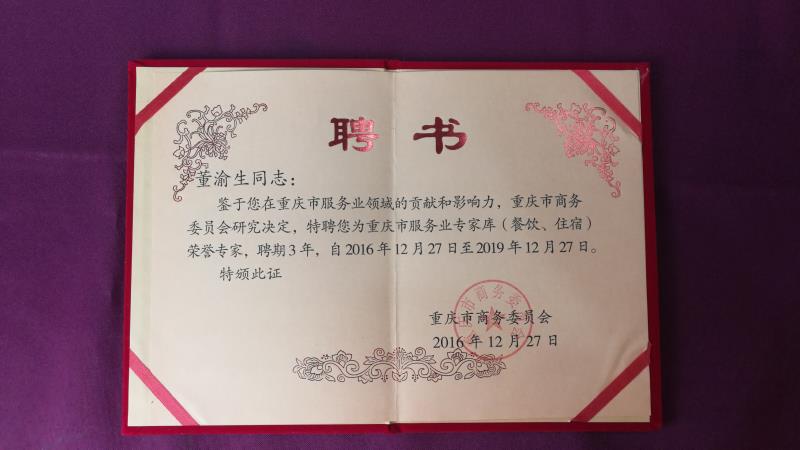 聘书
董渝生同志：
鉴于您在重庆市服务业领域的贡献和影响力，重庆市商务
委员会研究决定，特聘您为重庆市服务业专家库（餐饮、住宿）
荣誉专家，聘期3年，自2016年12月27日至2019年12月27日。
特颁此证
重庆市商务委员会
2016年12月27日